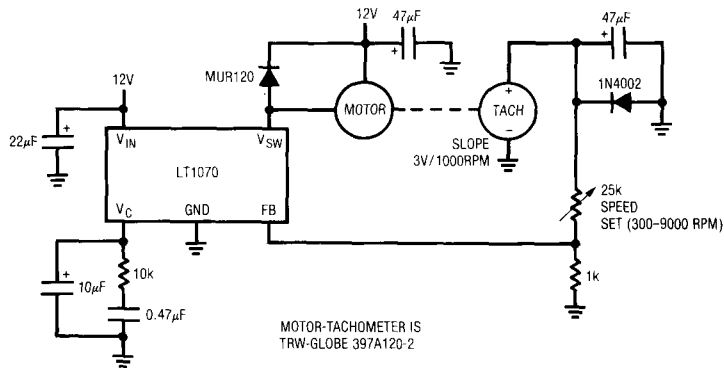 12V
47µF
47µF
+
+
MUR120
1N4002
12V
MOTOR
+
TACH
−
+
22µF
VIN
VSW
SLOPE
3V/1000RPM
LT1070
VC
GND
FB
25k
SPEED
SET (300–9000 RPM)
+
10µF
10k
1k
0.47µF
MOTOR-TACHOMETER IS
TRW-GLOBE 397A120-2